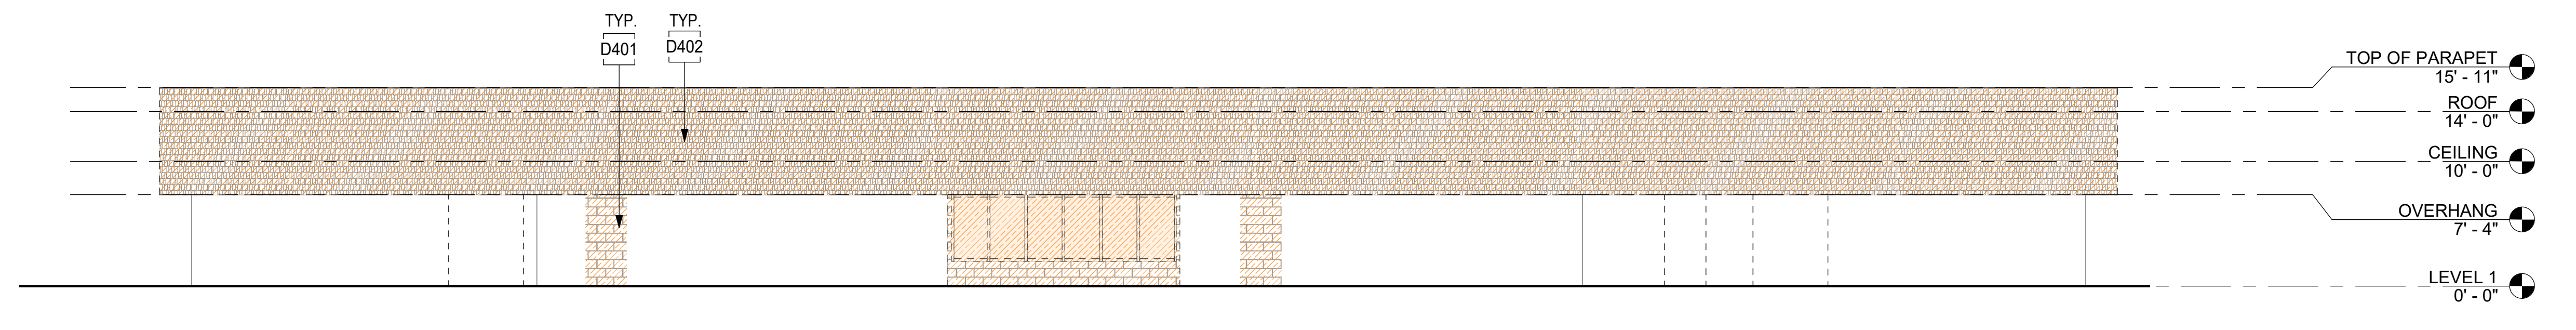 TYP.
D401
TYP.
D402
TOP OF PARAPET
15' - 11"
ROOF
14' - 0"
CEILING
10' - 0"
OVERHANG
7' - 4"
LEVEL 1
0' - 0"